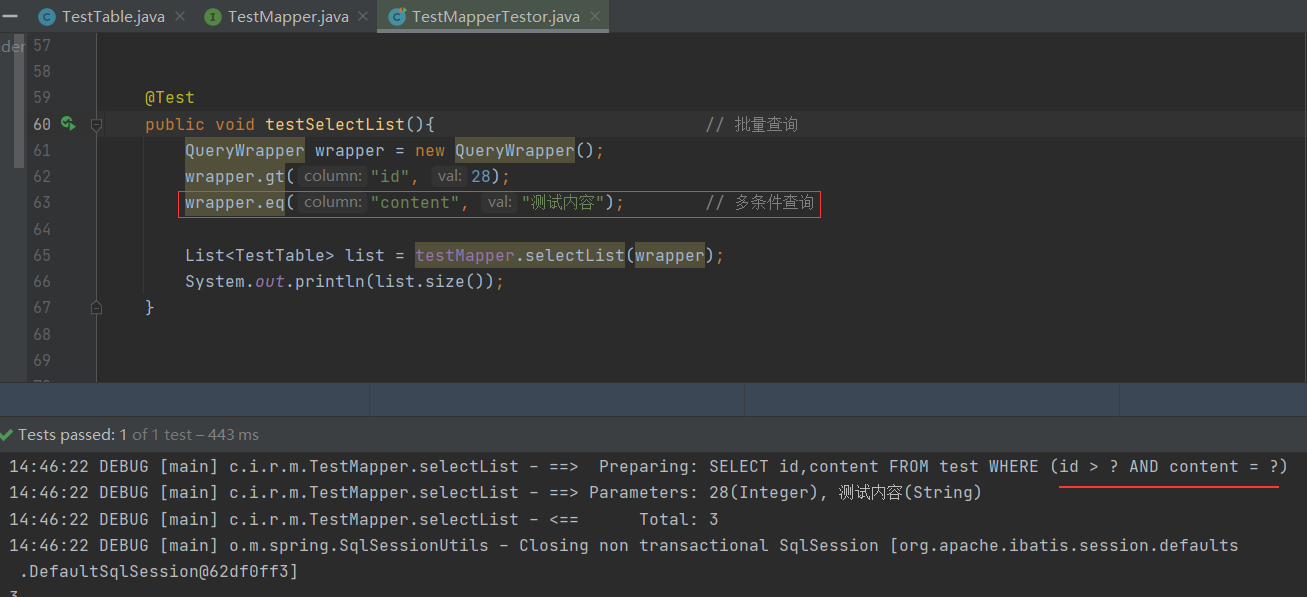 TestTable.java TestMapper.java TestMapperTestor.java
der 57
58
59 @Test
60 public void testSelectList(){ // 批量查询
61 QueryWrapper wrapper = new QueryWrapper();
62 wrapper.gt( column: "id", val: 28);
63 wrapper.eq( column: "content", val: "测试内容"); // 多条件查询
64
65 List<TestTable> list = testMapper.selectList(wrapper);
66 System.out.println(list.size());
67 }
68
69
Tests passed: 1 of 1 test – 443 ms
14:46:22 DEBUG [main] c.i.r.m.TestMapper.selectList - ==>  Preparing: SELECT id,content FROM test WHERE (id > ? AND content = ?)
14:46:22 DEBUG [main] c.i.r.m.TestMapper.selectList - ==> Parameters: 28(Integer), 测试内容(String)
14:46:22 DEBUG [main] c.i.r.m.TestMapper.selectList - <==      Total: 3
14:46:22 DEBUG [main] o.m.spring.SqlSessionUtils - Closing non transactional SqlSession [org.apache.ibatis.session.defaults
.DefaultSqlSession@62df0ff3]
3